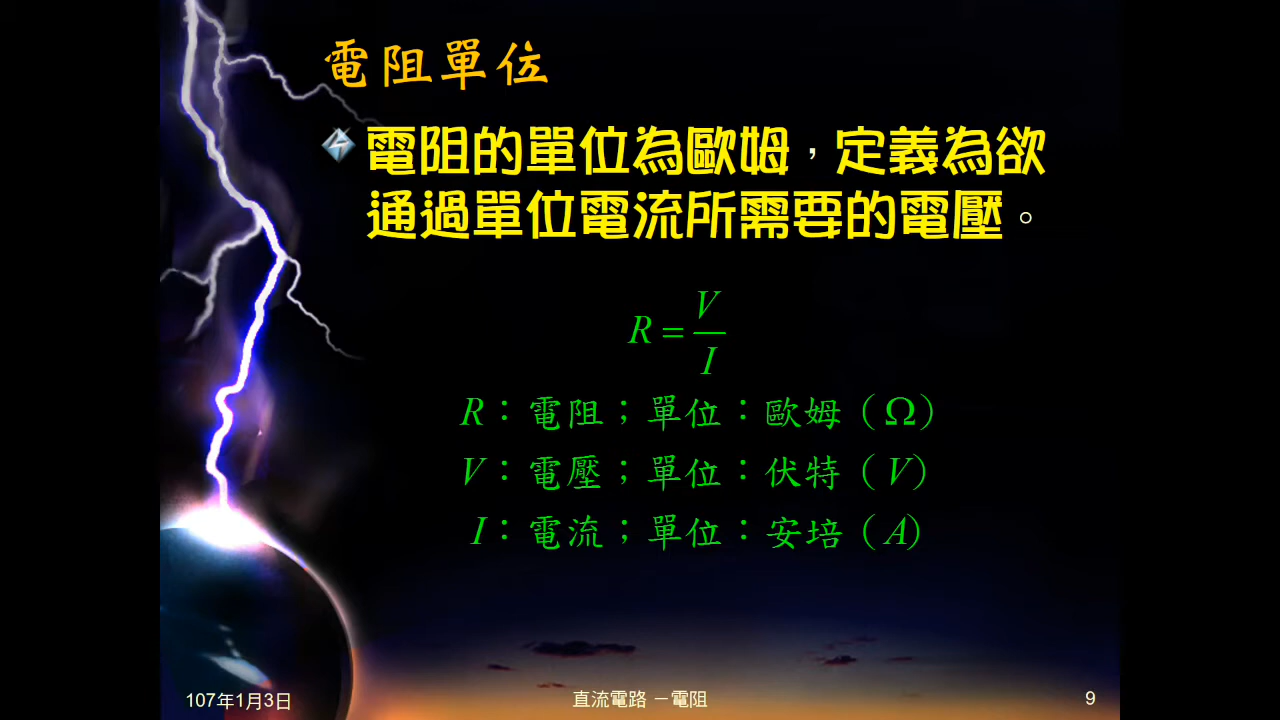 電阻單位
電阻的單位為歐姆，定義為欲
通過單位電流所需要的電壓。
R = V/I
R：電阻；單位：歐姆（Ω）
V：電壓；單位：伏特（V）
I：電流；單位：安培（A）
107年1月3日 直流電路 －電阻 9